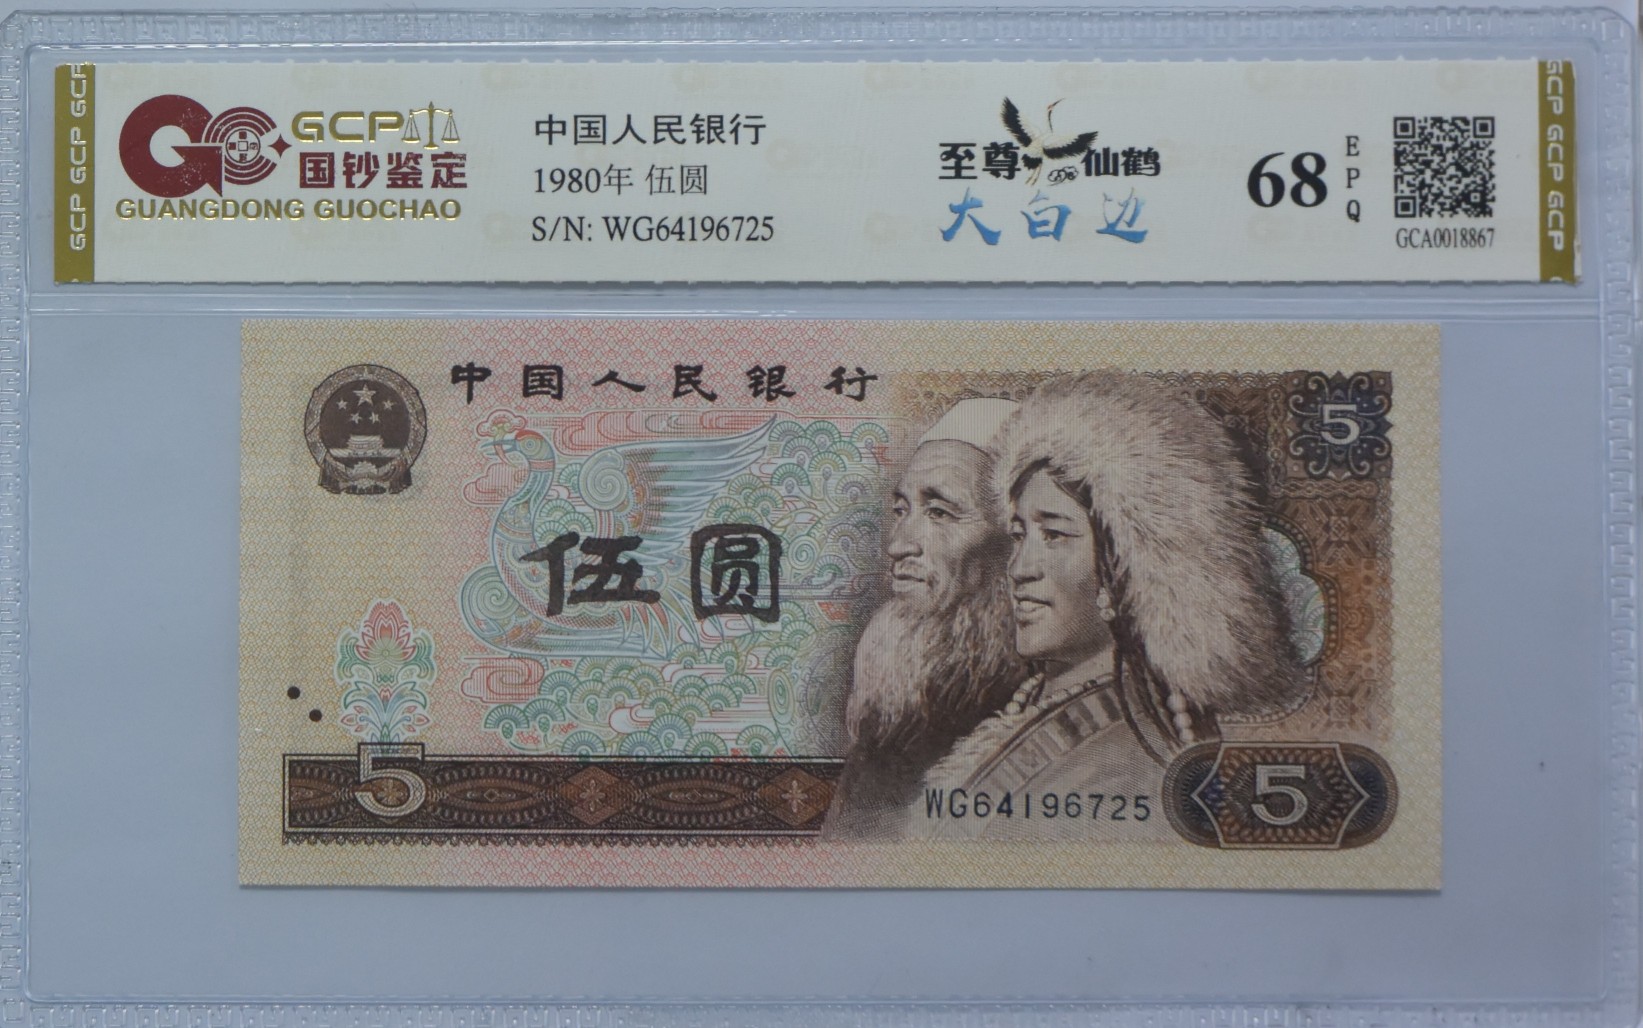 GCP
国钞鉴定
GUANGDONG GUOCHAO
中国人民银行
1980年 伍圆
S/N: WG64196725
至尊 仙鹤
大白边
68
EPQ
GCA0018867
GCP GCP GCP
GCP GCP GCP
中国人民银行
5
伍圆
5
WG64196725
5